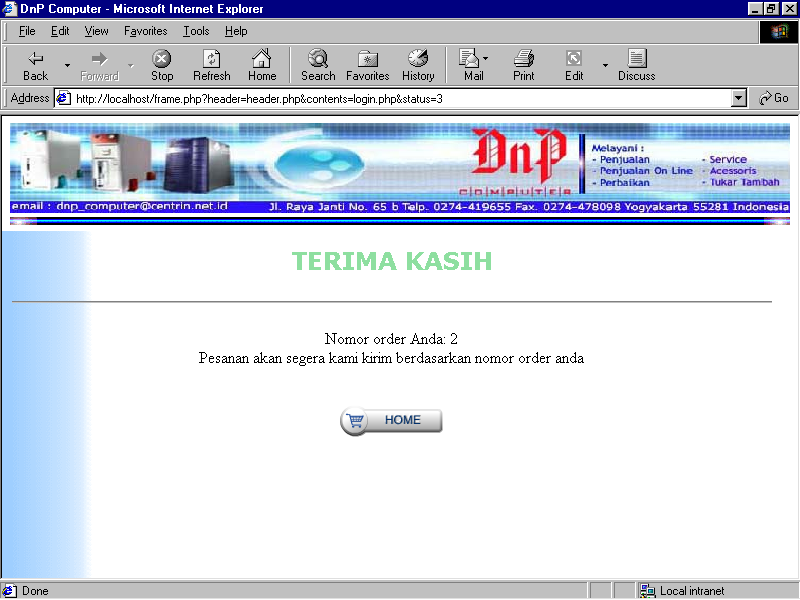 DnP Computer - Microsoft Internet Explorer
File Edit View Favorites Tools Help
Back Forward Stop Refresh Home Search Favorites History Mail Print Edit Discuss
Address http://localhost/frame.php?header=header.php&contents=login.php&status=3 Go
DnP
COMPUTER
Melayani :
- Penjualan - Service
- Penjualan On Line - Acessoris
- Perbaikan - Tukar Tambah
email : dnp_computer@centrin.net.id Jl. Raya Janti No. 65 b Telp. 0274-419655 Fax. 0274-478098 Yogyakarta 55281 Indonesia
TERIMA KASIH
Nomor order Anda: 2
Pesanan akan segera kami kirim berdasarkan nomor order anda
HOME
Done Local intranet